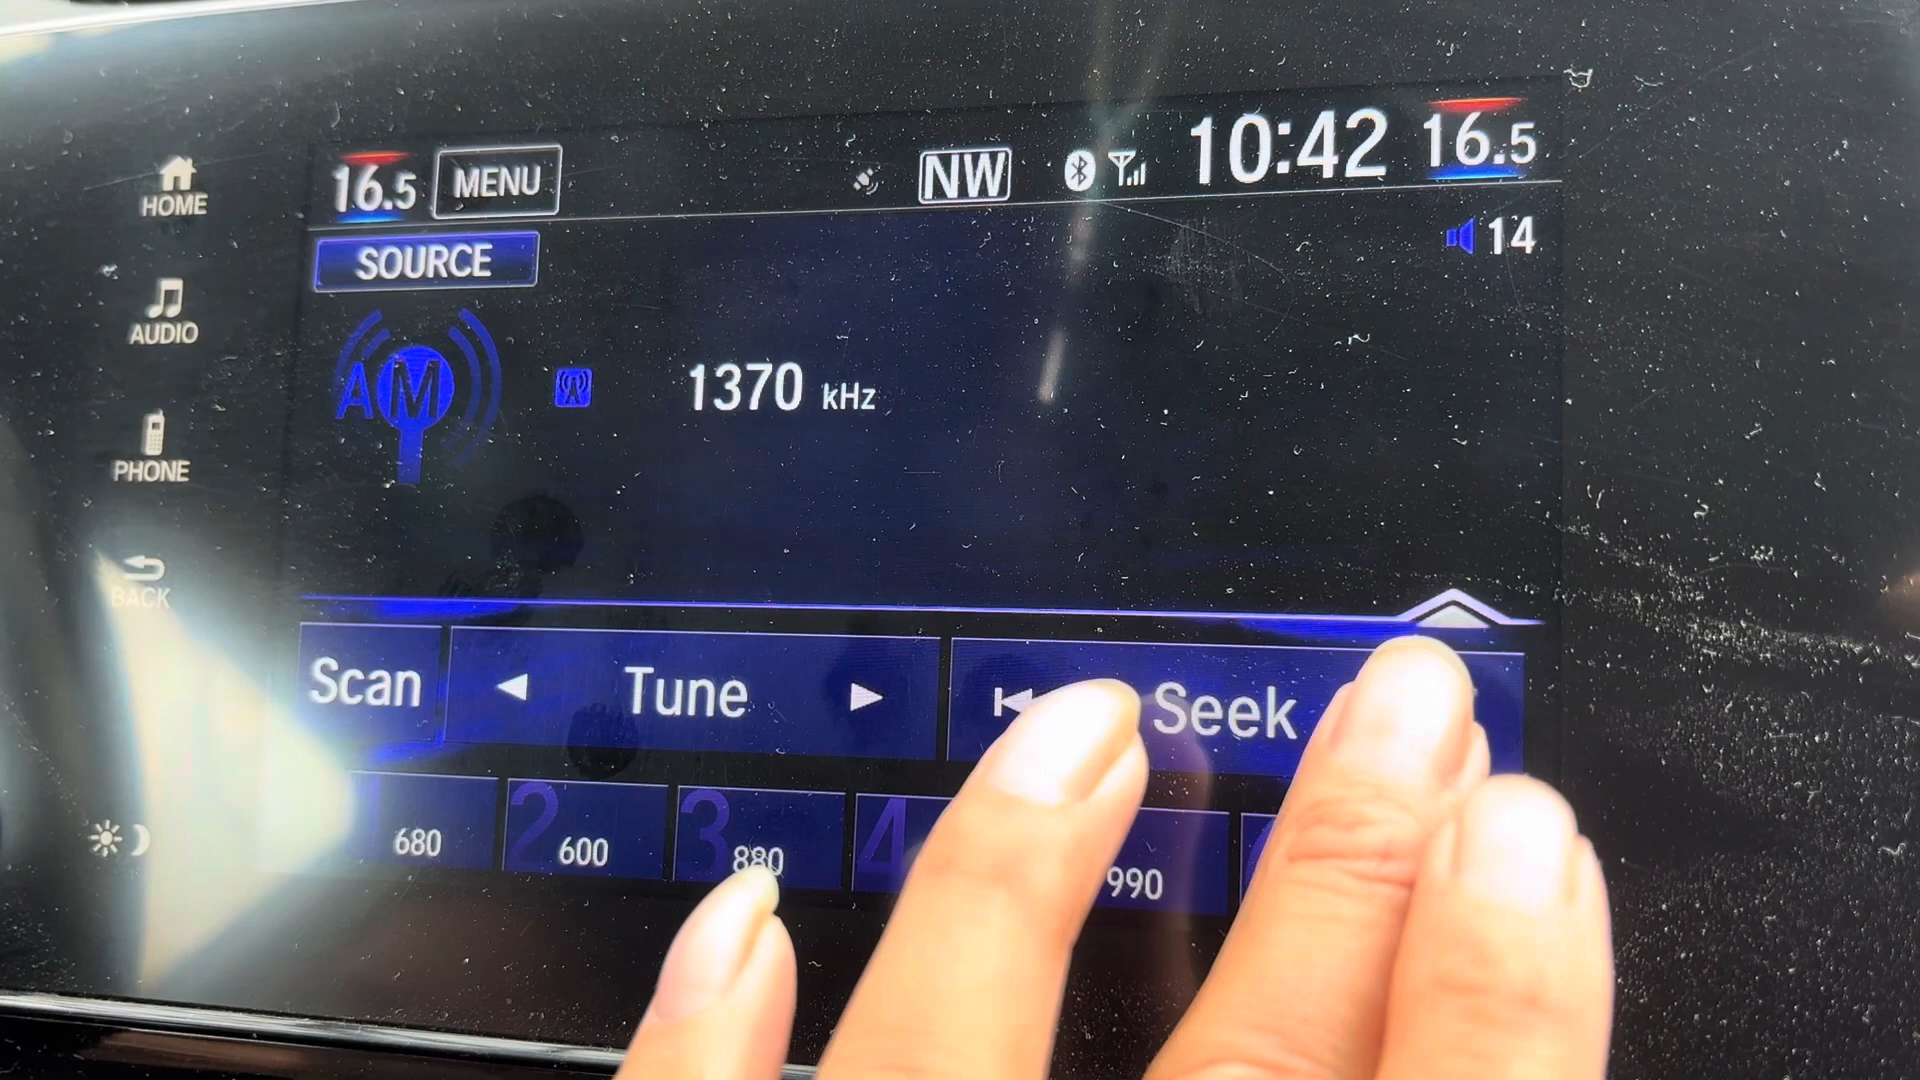 16.5 MENU NW 10:42 16.5
HOME
SOURCE 14
AUDIO
AM 1370 kHz
PHONE
BACK
Scan Tune Seek
1 680 2 600 3 880 4 990